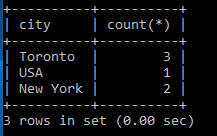 +----------+----------+
| city     | count(*) |
+----------+----------+
| Toronto  |        3 |
| USA      |        1 |
| New York |        2 |
+----------+----------+
3 rows in set (0.00 sec)